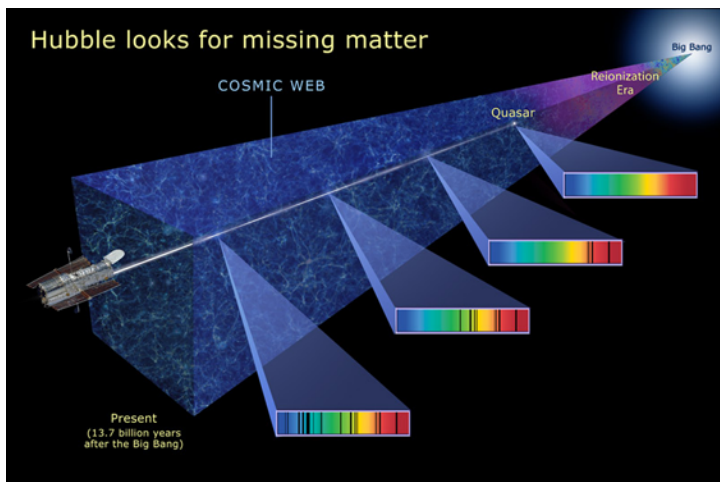 Hubble looks for missing matter
Big Bang
COSMIC WEB
Reionization
Era
Quasar
Present
(13.7 billion years
after the Big Bang)